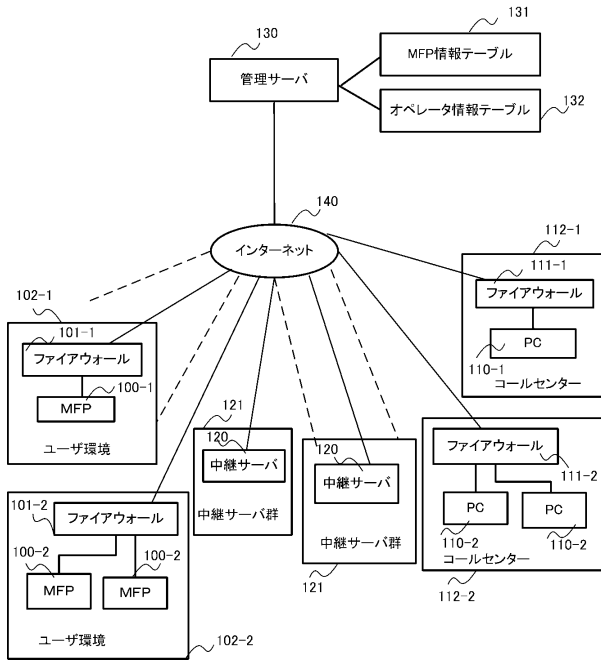 130
管理サーバ
131
MFP情報テーブル
オペレータ情報テーブル
132
140
インターネット
112-1
111-1
ファイアウォール
PC
110-1
コールセンター
102-1
101-1
ファイアウォール
100-1
MFP
ユーザ環境
121
120
中継サーバ
中継サーバ群
120
中継サーバ
中継サーバ群
121
ファイアウォール
111-2
PC
PC
110-2
110-2
コールセンター
112-2
101-2
ファイアウォール
100-2
100-2
MFP
MFP
ユーザ環境
102-2